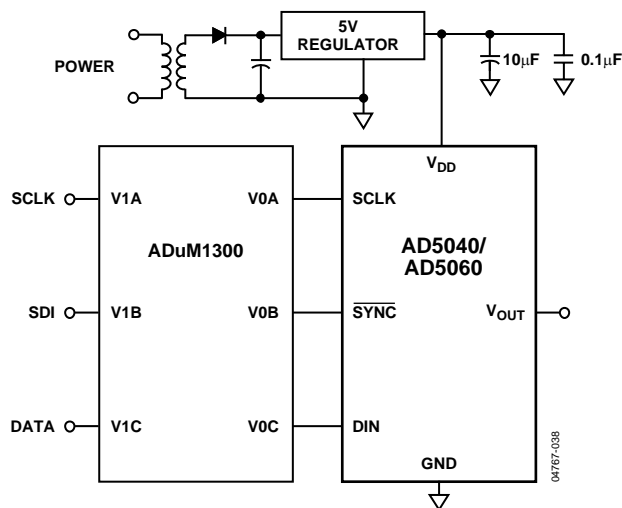 5V
REGULATOR
POWER
10µF
0.1µF
VDD
SCLK
V1A
V0A
SCLK
ADuM1300
AD5040/
AD5060
SDI
V1B
V0B
SYNC
VOUT
DATA
V1C
V0C
DIN
GND
04767-038